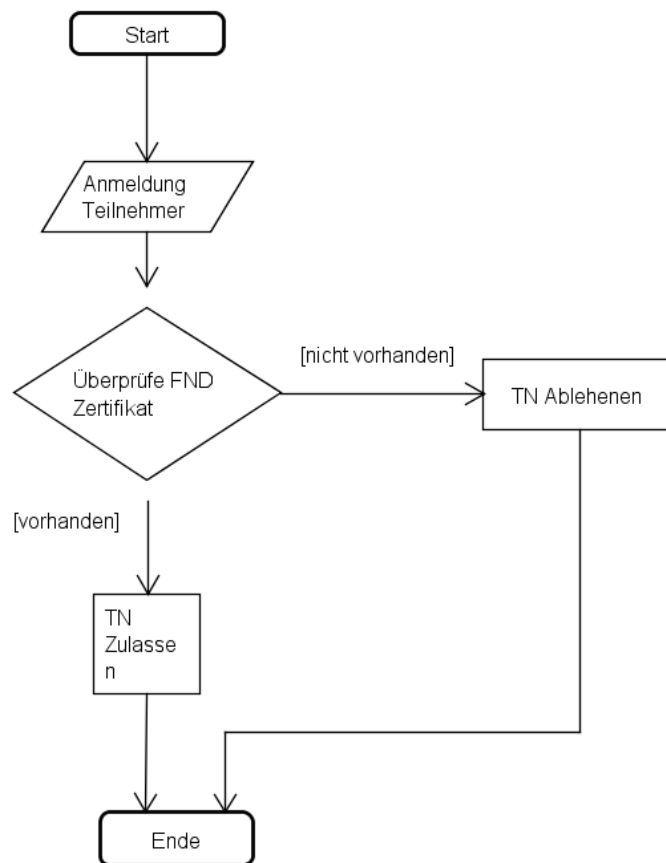 Start
Anmeldung
Teilnehmer
[nicht vorhanden]
Überprüfe FND
Zertifikat
TN Ablehenen
[vorhanden]
TN
Zulasse
n
Ende